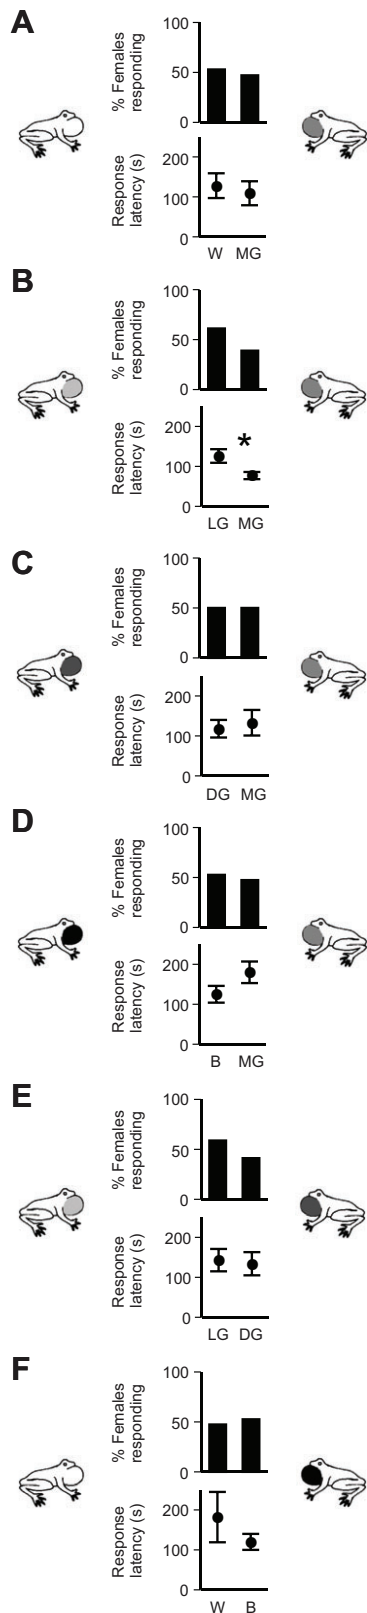 A
% Females
responding
100
50
0
Response
latency (s)
200
100
0
W MG
B
% Females
responding
100
50
0
Response
latency (s)
200
100
0
*
LG MG
C
% Females
responding
100
50
0
Response
latency (s)
200
100
0
DG MG
D
% Females
responding
100
50
0
Response
latency (s)
200
100
0
B MG
E
% Females
responding
100
50
0
Response
latency (s)
200
100
0
LG DG
F
% Females
responding
100
50
0
Response
latency (s)
200
100
0
W B